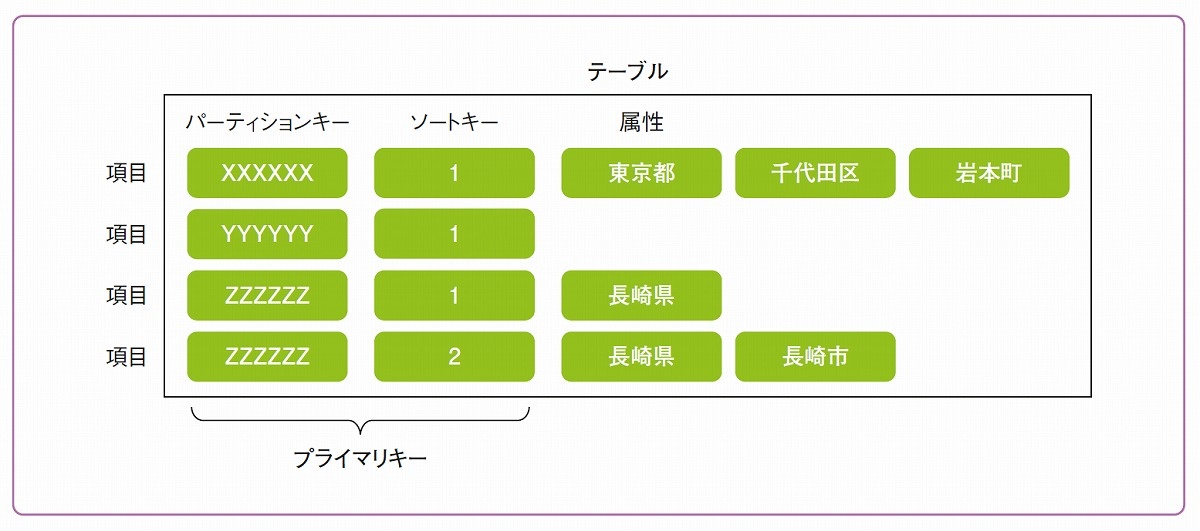 テーブル
パーティションキー ソートキー 属性
項目 XXXXXX 1 東京都 千代田区 岩本町
項目 YYYYYY 1
項目 ZZZZZZ 1 長崎県
項目 ZZZZZZ 2 長崎県 長崎市
プライマリキー